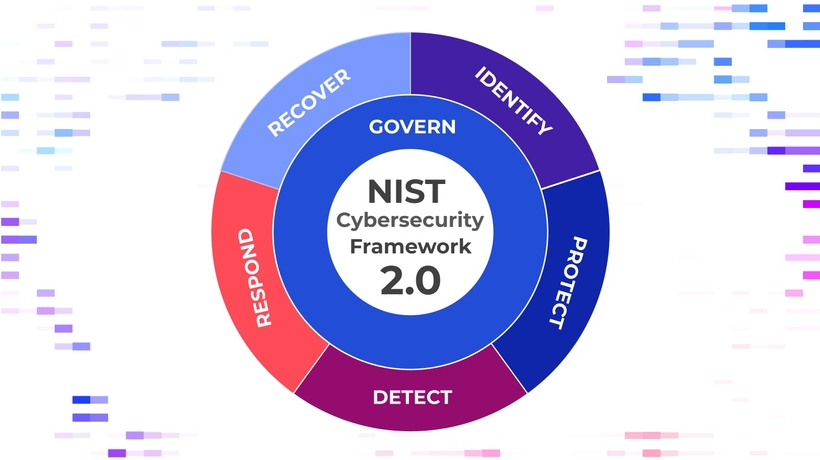 RECOVER
IDENTIFY
GOVERN
NIST
Cybersecurity
Framework
2.0
RESPOND
PROTECT
DETECT